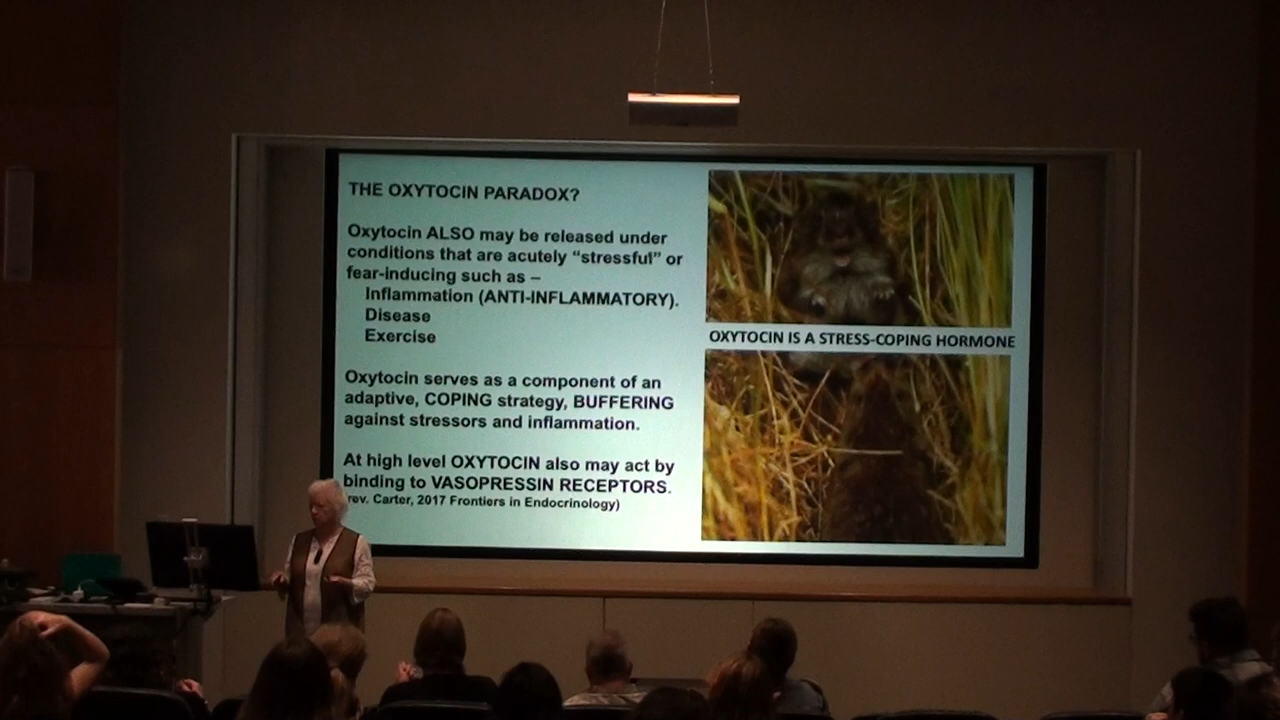 THE OXYTOCIN PARADOX?
Oxytocin ALSO may be released under
conditions that are acutely “stressful” or
fear-inducing such as –
Inflammation (ANTI-INFLAMMATORY).
Disease
Exercise
Oxytocin serves as a component of an
adaptive, COPING strategy, BUFFERING
against stressors and inflammation.
At high level OXYTOCIN also may act by
binding to VASOPRESSIN RECEPTORS.
rev. Carter, 2017 Frontiers in Endocrinology)
OXYTOCIN IS A STRESS-COPING HORMONE